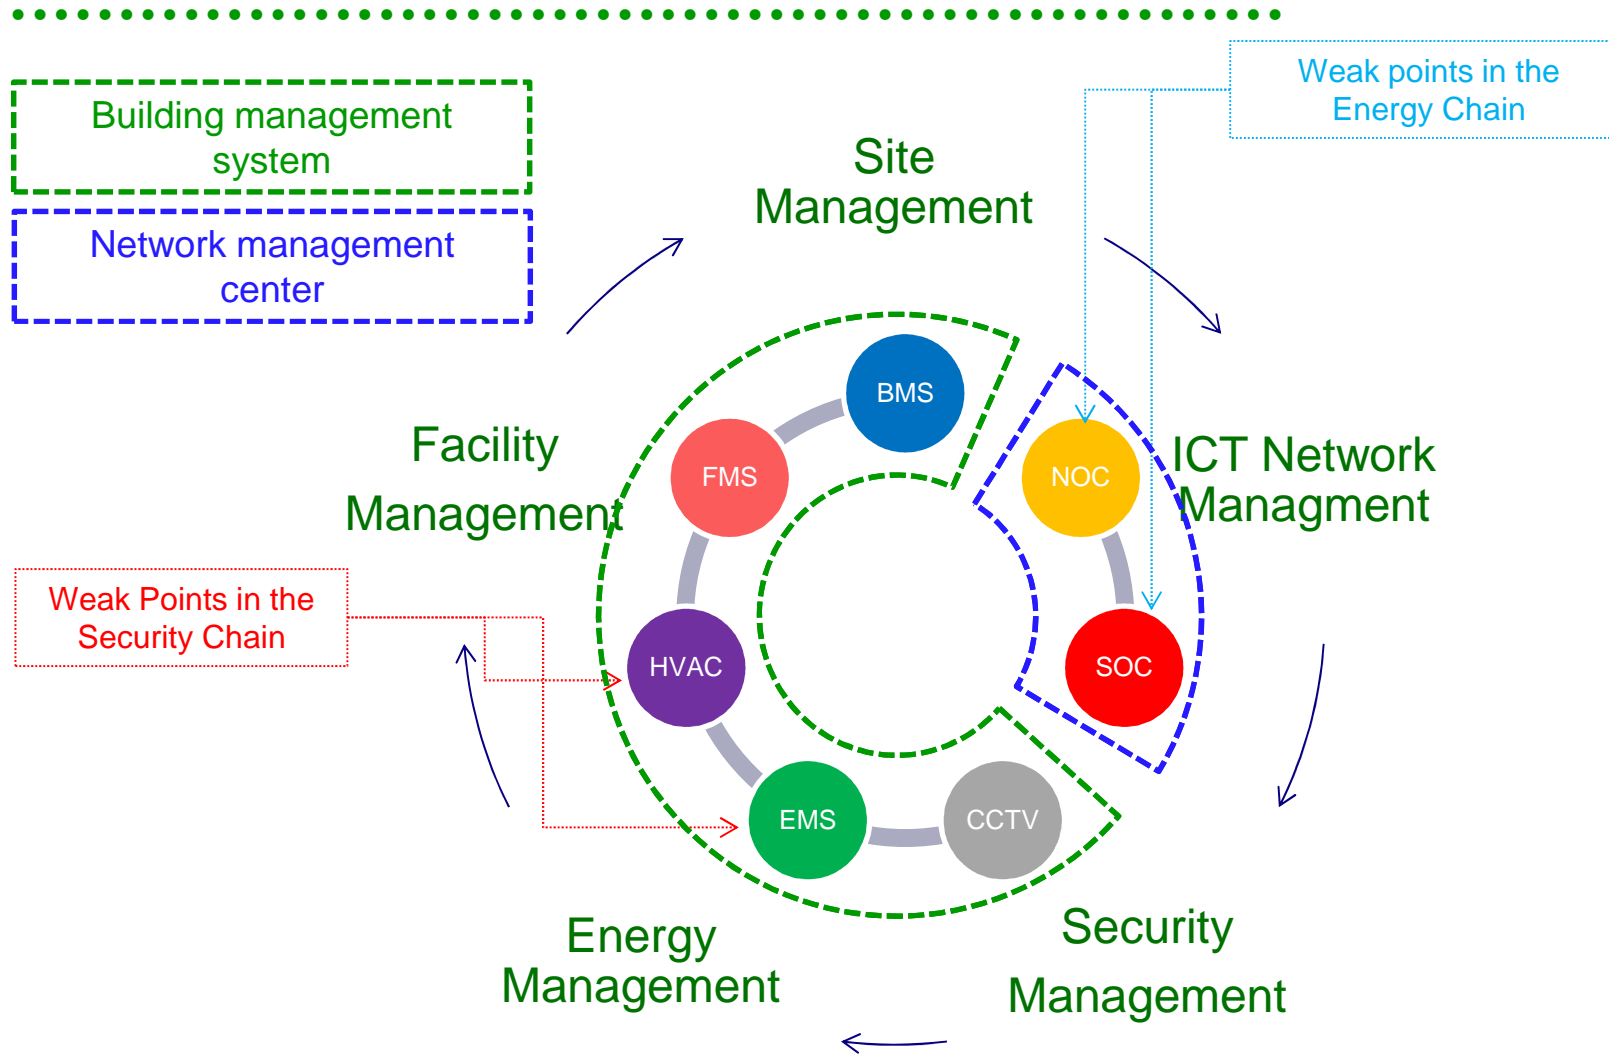 Weak points in the
Energy Chain
Building management
system
Network management
center
Site
Management
BMS
Facility
Management
FMS
NOC
ICT Network
Managment
Weak Points in the
Security Chain
HVAC
SOC
EMS
CCTV
Energy
Management
Security
Management